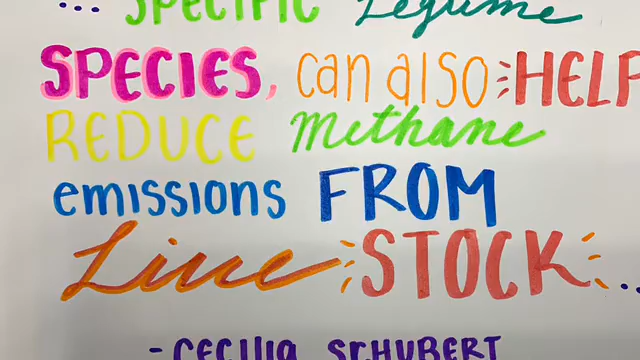 ... SPECIFIC Legume
SPECIES, can also HELP
REDUCE Methane
emissions FROM
Live STOCK...
- CECILIA SCHUBERT